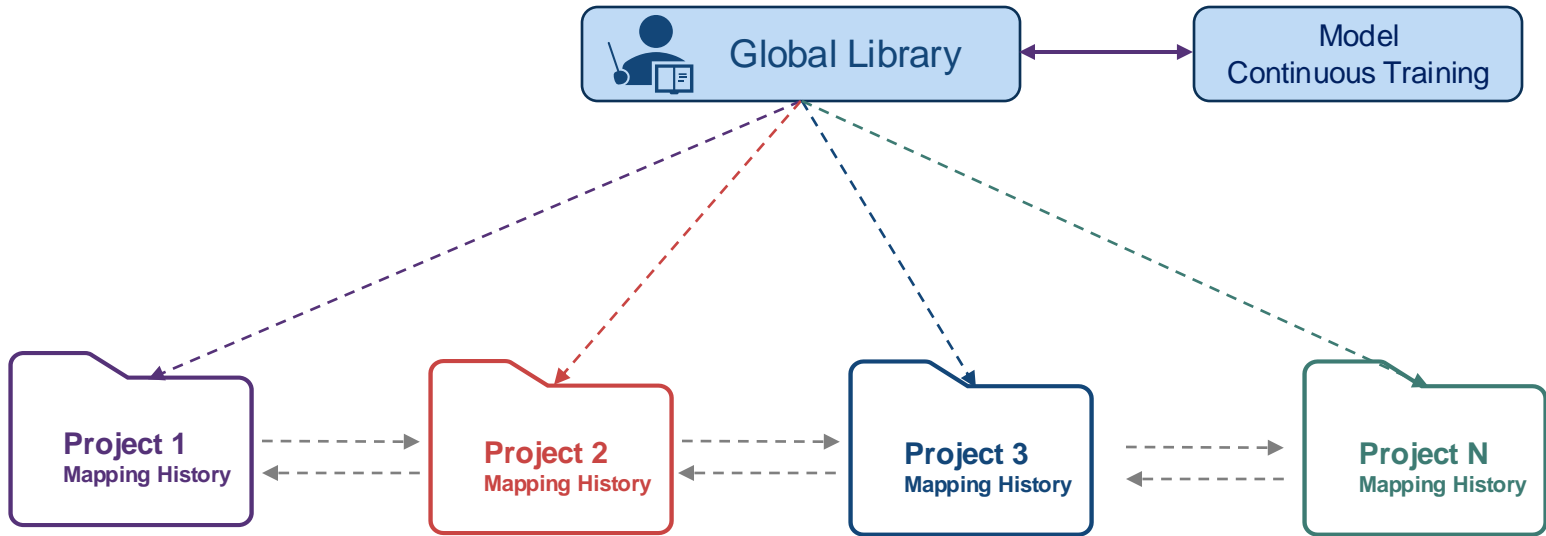 Global Library
Model
Continuous Training
Project 1
Mapping History
Project 2
Mapping History
Project 3
Mapping History
Project N
Mapping History